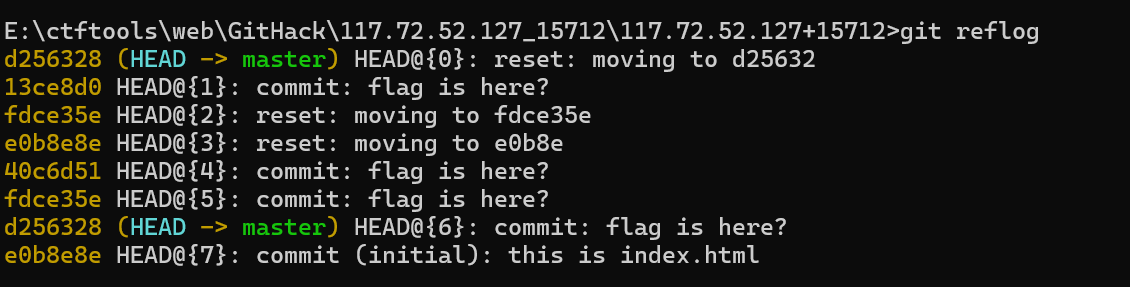 E:\ctftools\web\GitHack\117.72.52.127_15712\117.72.52.127+15712>git reflog
d256328 (HEAD -> master) HEAD@{0}: reset: moving to d25632
13ce8d0 HEAD@{1}: commit: flag is here?
fdce35e HEAD@{2}: reset: moving to fdce35e
e0b8e8e HEAD@{3}: reset: moving to e0b8e
40c6d51 HEAD@{4}: commit: flag is here?
fdce35e HEAD@{5}: commit: flag is here?
d256328 (HEAD -> master) HEAD@{6}: commit: flag is here?
e0b8e8e HEAD@{7}: commit (initial): this is index.html